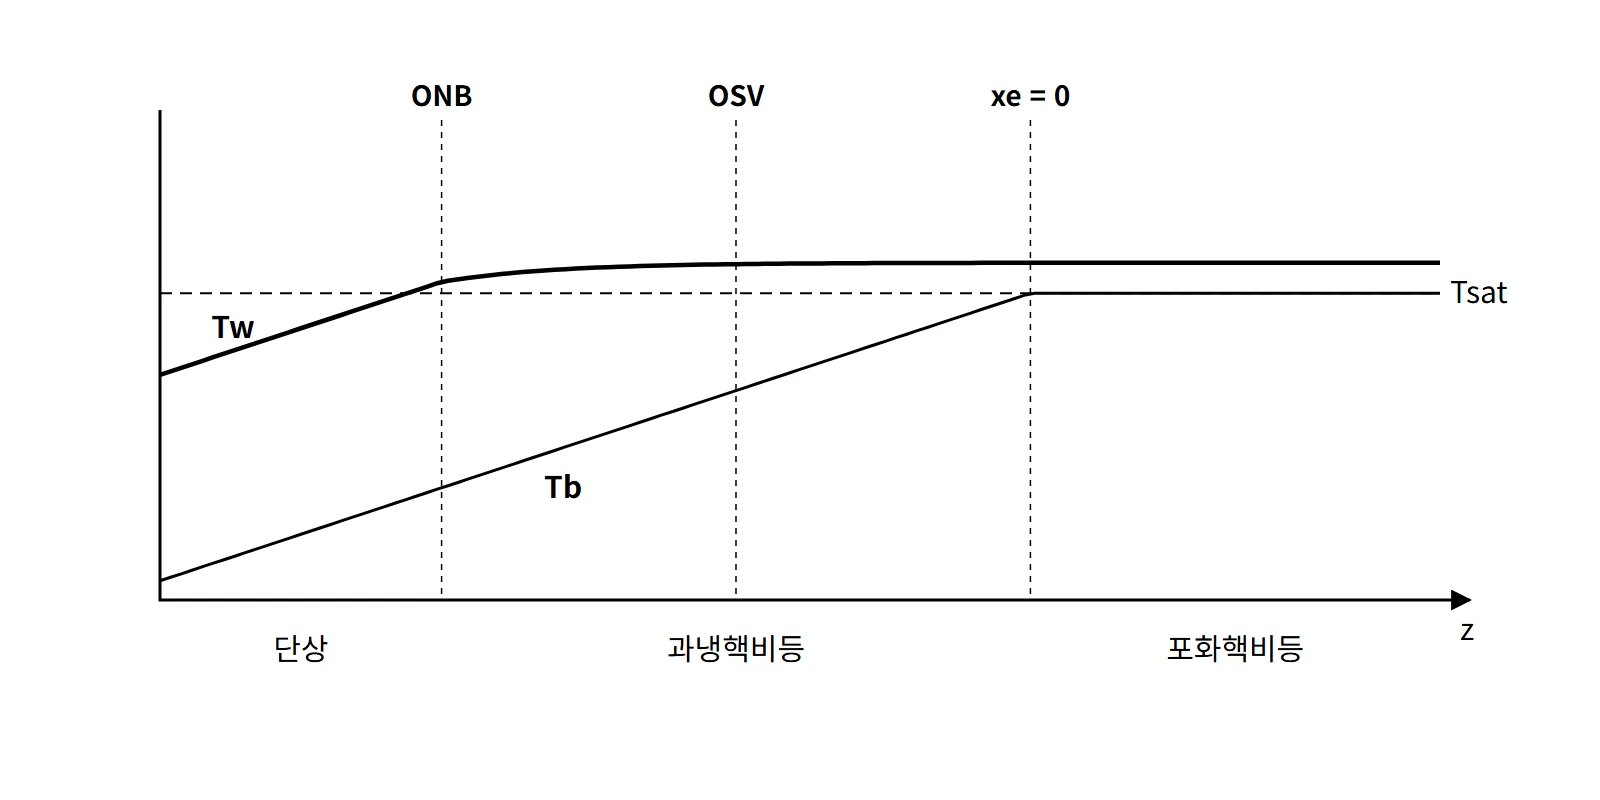 ONB
OSV
xe = 0
Tsat
Tw
Tb
z
단상
과냉핵비등
포화핵비등